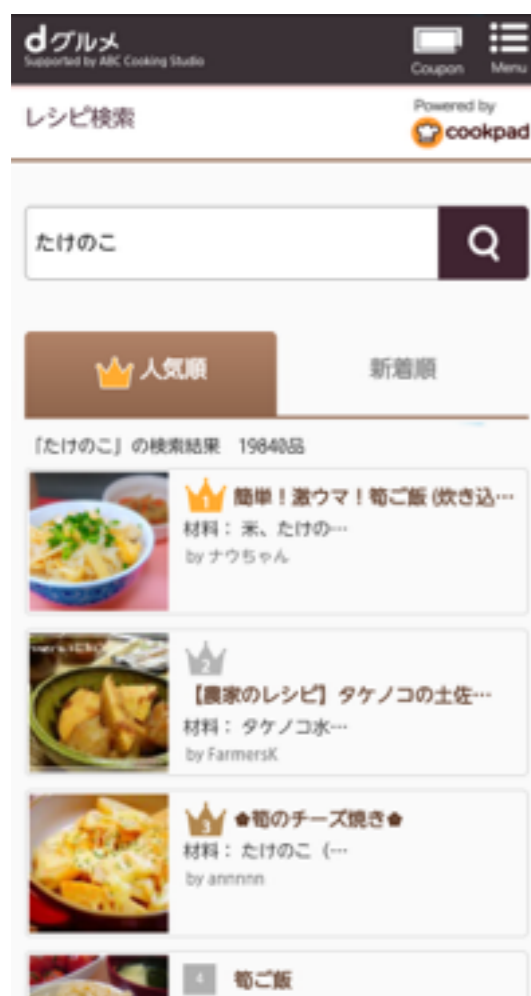 dグルメ
Supported by ABC Cooking Studio
Coupon
Menu
レシピ検索
Powered by
cookpad
たけのこ
人気順
新着順
「たけのこ」の検索結果 19840品
1 簡単！激ウマ！筍ご飯 (炊き込…
材料： 米、たけの…
by ナウちゃん
2
【農家のレシピ】タケノコの土佐…
材料： タケノコ水…
by FarmersK
3 ✿筍のチーズ焼き✿
材料： たけのこ（…
by annnnn
4 筍ご飯